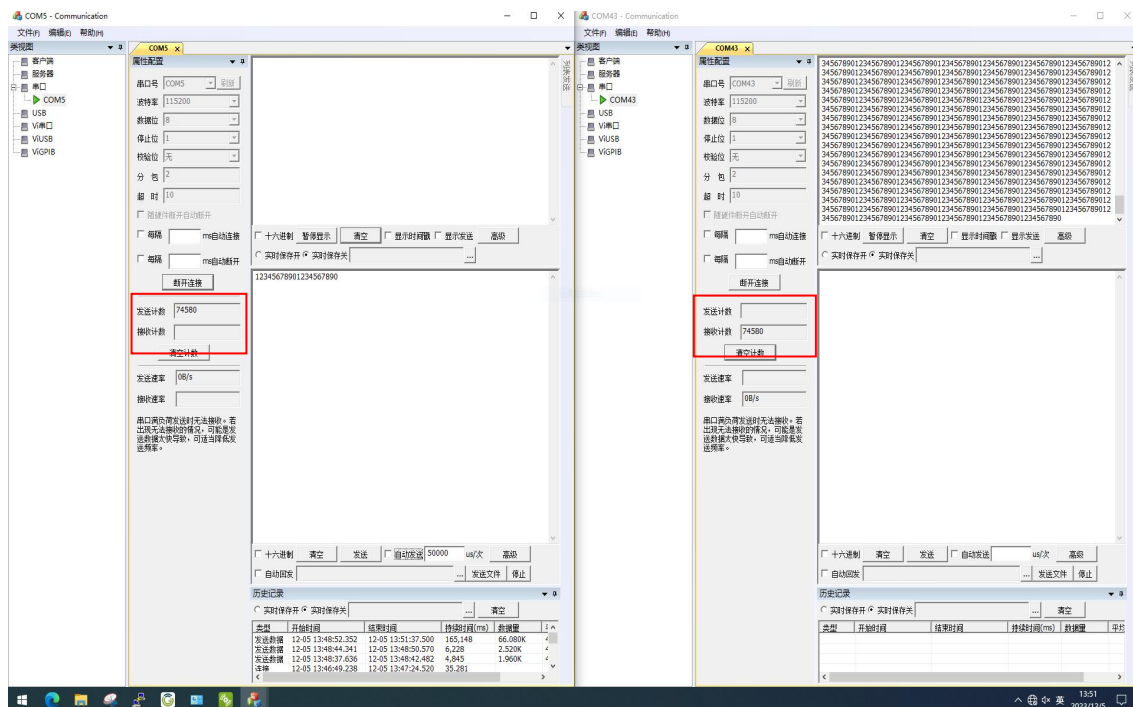 COM5 - Communication
文件(F) 编辑(E) 帮助(H)
类视图
客户端
服务器
串口
COM5
USB
Vi串口
ViUSB
ViGPIB
COM5 x
属性配置
串口号 COM5 刷新
波特率 115200
数据位 8
停止位 1
校验位 无
分 包 2
超 时 10
随硬件断开自动断开
每隔 ms自动连接
每隔 ms自动断开
断开连接
发送计数 74580
接收计数
清空计数
发送速率 0B/s
接收速率
串口满负荷发送时无法接收。若
出现无法接收的情况，可能是发
送数据太快导致，可适当降低发
送频率。
十六进制 暂停显示 清空 显示时间戳 显示发送 高级
实时保存开 实时保存关 ...
12345678901234567890
十六进制 清空 发送 自动发送 50000 us/次 高级
自动回发 ... 发送文件 停止
历史记录
实时保存开 实时保存关 ... 清空
类型 开始时间 结束时间 持续时间(ms) 数据量
发送数据 12-05 13:48:52.352 12-05 13:51:37.500 165,148 66.080K
发送数据 12-05 13:48:44.341 12-05 13:48:50.570 6,228 2.520K
发送数据 12-05 13:48:37.636 12-05 13:48:42.482 4,845 1.960K
连接 12-05 13:46:49.238 12-05 13:47:24.520 35,281
列表发送
COM43 - Communication
文件(F) 编辑(E) 帮助(H)
类视图
客户端
服务器
串口
COM43
USB
Vi串口
ViUSB
ViGPIB
COM43 x
属性配置
串口号 COM43 刷新
波特率 115200
数据位 8
停止位 1
校验位 无
分 包 2
超 时 10
随硬件断开自动断开
每隔 ms自动连接
每隔 ms自动断开
断开连接
发送计数
接收计数 74580
清空计数
发送速率
接收速率 0B/s
串口满负荷发送时无法接收。若
出现无法接收的情况，可能是发
送数据太快导致，可适当降低发
送频率。
十六进制 暂停显示 清空 显示时间戳 显示发送 高级
实时保存开 实时保存关 ...
十六进制 清空 发送 自动发送 us/次 高级
自动回发 ... 发送文件 停止
历史记录
实时保存开 实时保存关 ... 清空
类型 开始时间 结束时间 持续时间(ms) 数据量 平均
英 13:51
2023/12/5